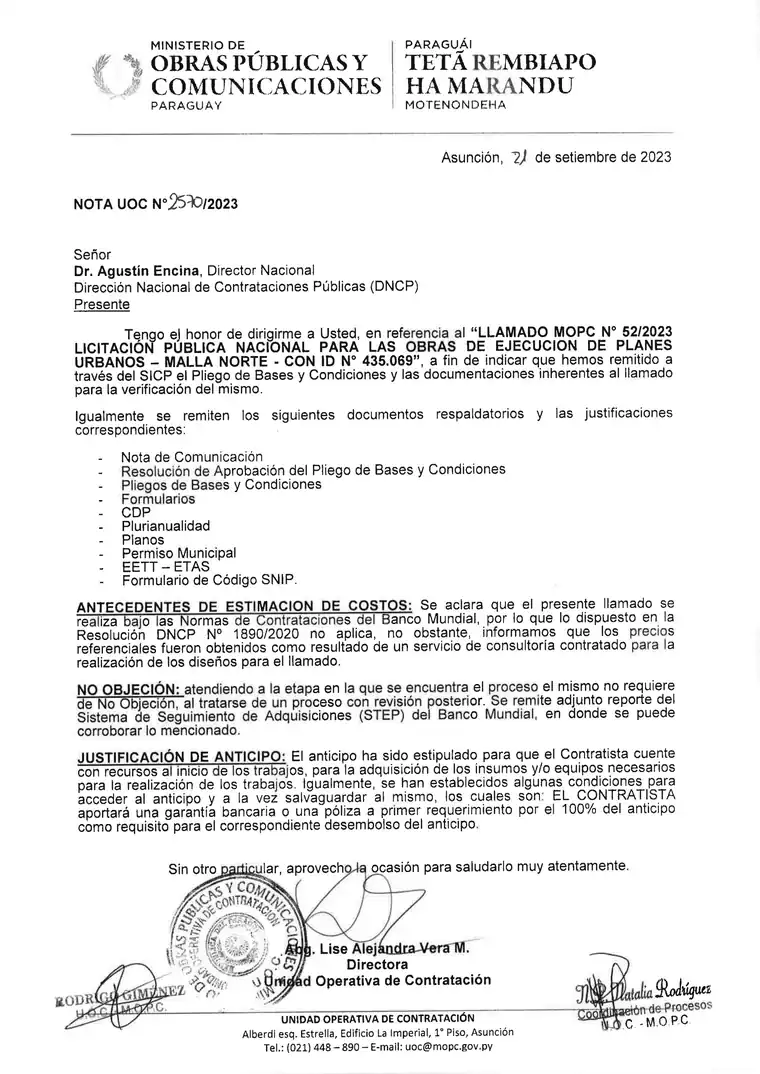 MINISTERIO DE
OBRAS PÚBLICAS Y
COMUNICACIONES
PARAGUAY
PARAGUÁI
TETÃ REMBIAPO
HA MARANDU
MOTENONDEHA
Asunción, 21 de setiembre de 2023
NOTA UOC N° 2570/2023
Señor
Dr. Agustín Encina, Director Nacional
Dirección Nacional de Contrataciones Públicas (DNCP)
Presente
Tengo el honor de dirigirme a Usted, en referencia al “LLAMADO MOPC N° 52/2023
LICITACIÓN PÚBLICA NACIONAL PARA LAS OBRAS DE EJECUCION DE PLANES
URBANOS – MALLA NORTE - CON ID N° 435.069”, a fin de indicar que hemos remitido a
través del SICP el Pliego de Bases y Condiciones y las documentaciones inherentes al llamado
para la verificación del mismo.
Igualmente se remiten los siguientes documentos respaldatorios y las justificaciones
correspondientes:
- Nota de Comunicación
- Resolución de Aprobación del Pliego de Bases y Condiciones
- Pliegos de Bases y Condiciones
- Formularios
- CDP
- Plurianualidad
- Planos
- Permiso Municipal
- EETT – ETAS
- Formulario de Código SNIP.
ANTECEDENTES DE ESTIMACION DE COSTOS: Se aclara que el presente llamado se
realiza bajo las Normas de Contrataciones del Banco Mundial, por lo que lo dispuesto en la
Resolución DNCP Nº 1890/2020 no aplica, no obstante, informamos que los precios
referenciales fueron obtenidos como resultado de un servicio de consultoría contratado para la
realización de los diseños para el llamado.
NO OBJECIÓN: atendiendo a la etapa en la que se encuentra el proceso el mismo no requiere
de No Objeción, al tratarse de un proceso con revisión posterior. Se remite adjunto reporte del
Sistema de Seguimiento de Adquisiciones (STEP) del Banco Mundial, en donde se puede
corroborar lo mencionado.
JUSTIFICACIÓN DE ANTICIPO: El anticipo ha sido estipulado para que el Contratista cuente
con recursos al inicio de los trabajos, para la adquisición de los insumos y/o equipos necesarios
para la realización de los trabajos. Igualmente, se han establecidos algunas condiciones para
acceder al anticipo y a la vez salvaguardar al mismo, los cuales son: EL CONTRATISTA
aportará una garantía bancaria o una póliza a primer requerimiento por el 100% del anticipo
como requisito para el correspondiente desembolso del anticipo.
Sin otro particular, aprovecho la ocasión para saludarlo muy atentamente.
Abg. Lise Alejandra Vera M.
Directora
Unidad Operativa de Contratación
RODRIGO GIMÉNEZ
U.O.C. M.O.P.C.
Natalia Rodríguez
Coordinación de Procesos
U.O.C. - M.O.P.C.
UNIDAD OPERATIVA DE CONTRATACIÓN
Alberdi esq. Estrella, Edificio La Imperial, 1° Piso, Asunción
Tel.: (021) 448 – 890 – E-mail: uoc@mopc.gov.py